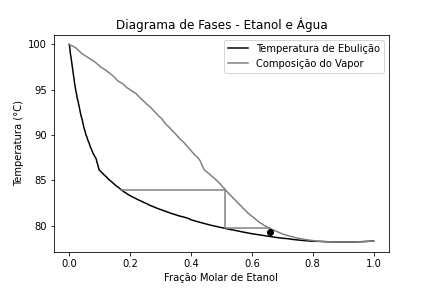 Diagrama de Fases - Etanol e Água
Temperatura de Ebulição
Composição do Vapor
Temperatura (°C)
100
95
90
85
80
0.0 0.2 0.4 0.6 0.8 1.0
Fração Molar de Etanol